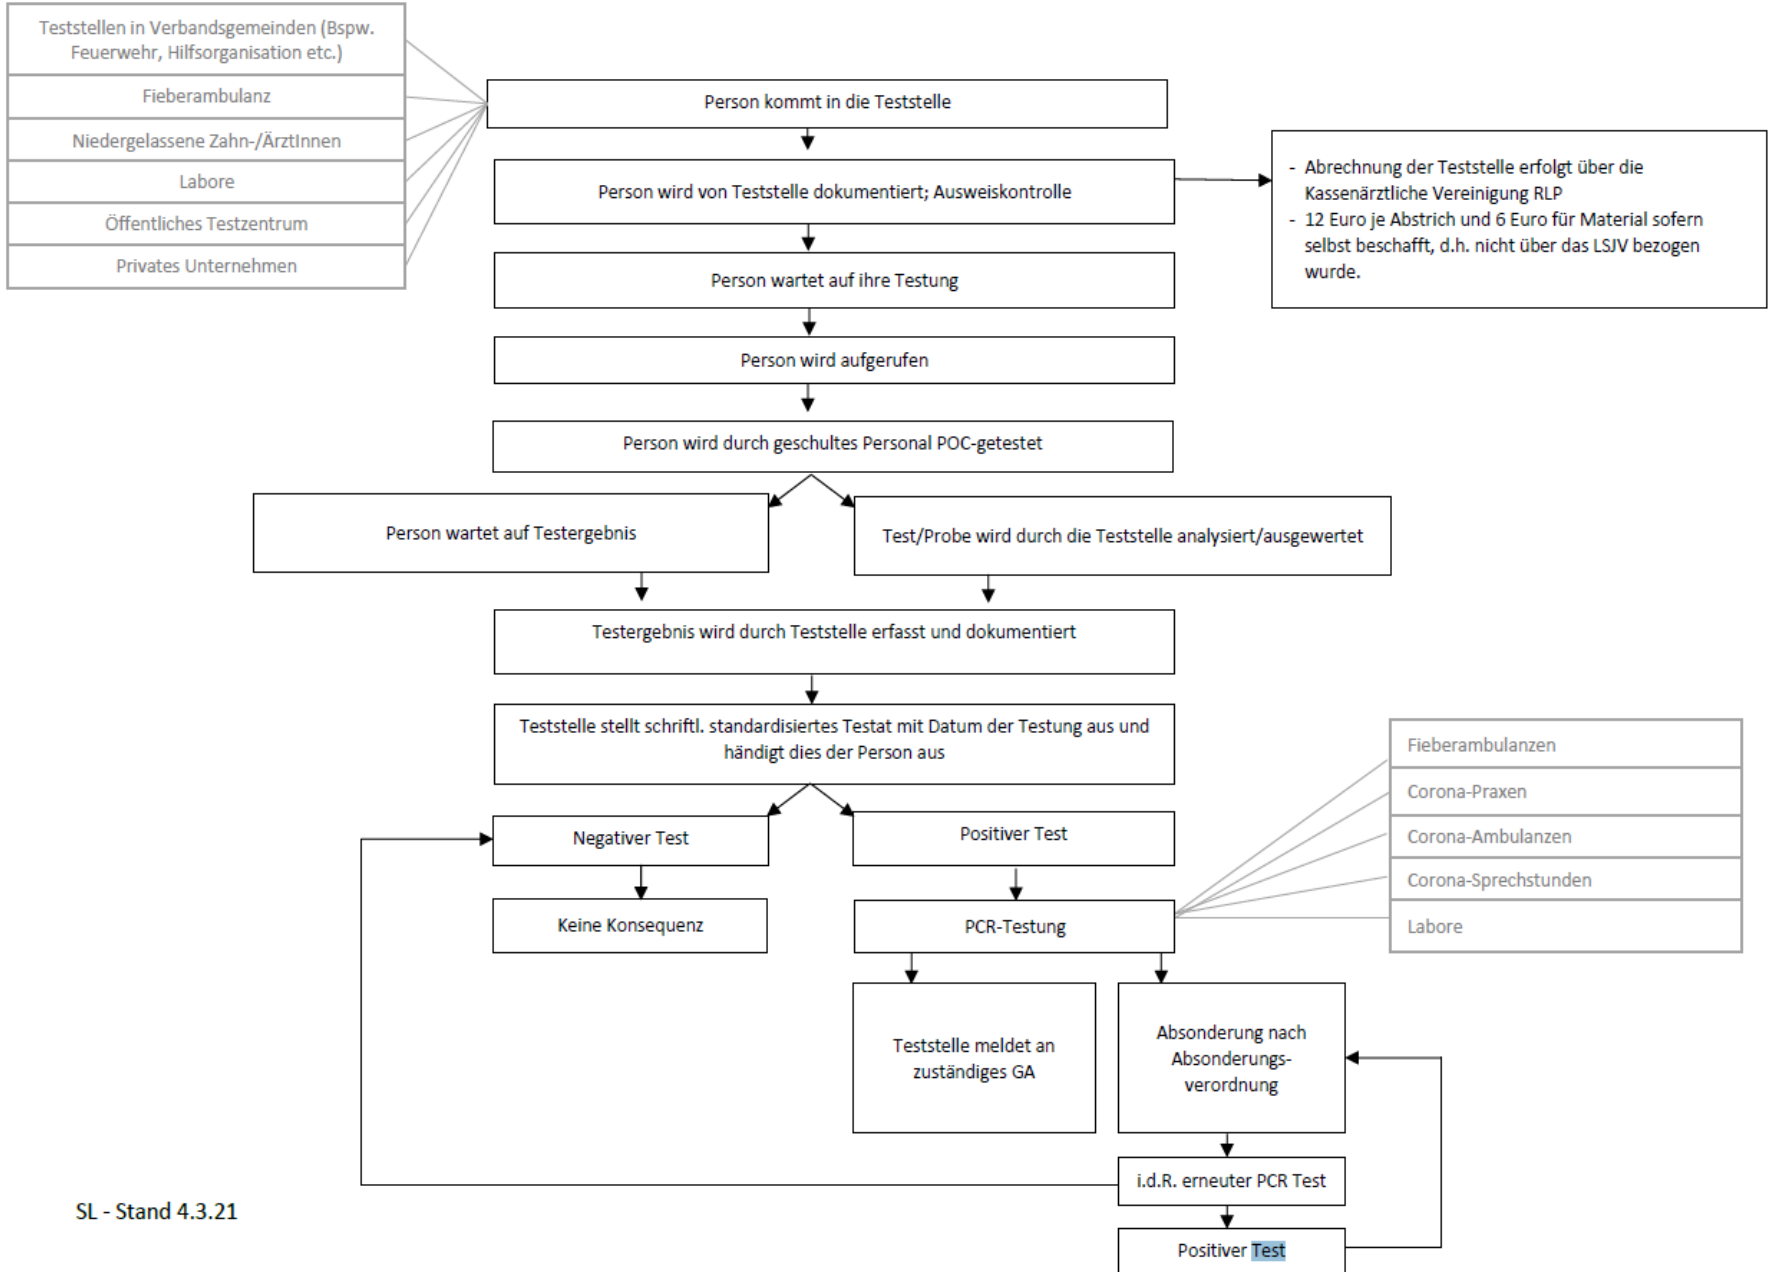 Teststellen in Verbandsgemeinden (Bspw.
Feuerwehr, Hilfsorganisation etc.)
Fieberambulanz
Niedergelassene Zahn-/ÄrztInnen
Labore
Öffentliches Testzentrum
Privates Unternehmen
Person kommt in die Teststelle
Person wird von Teststelle dokumentiert; Ausweiskontrolle
- Abrechnung der Teststelle erfolgt über die
Kassenärztliche Vereinigung RLP
- 12 Euro je Abstrich und 6 Euro für Material sofern
selbst beschafft, d.h. nicht über das LSJV bezogen
wurde.
Person wartet auf ihre Testung
Person wird aufgerufen
Person wird durch geschultes Personal POC-getestet
Person wartet auf Testergebnis
Test/Probe wird durch die Teststelle analysiert/ausgewertet
Testergebnis wird durch Teststelle erfasst und dokumentiert
Teststelle stellt schriftl. standardisiertes Testat mit Datum der Testung aus und
händigt dies der Person aus
Negativer Test
Positiver Test
Keine Konsequenz
PCR-Testung
Fieberambulanzen
Corona-Praxen
Corona-Ambulanzen
Corona-Sprechstunden
Labore
Teststelle meldet an
zuständiges GA
Absonderung nach
Absonderungs-
verordnung
i.d.R. erneuter PCR Test
Positiver Test
SL - Stand 4.3.21